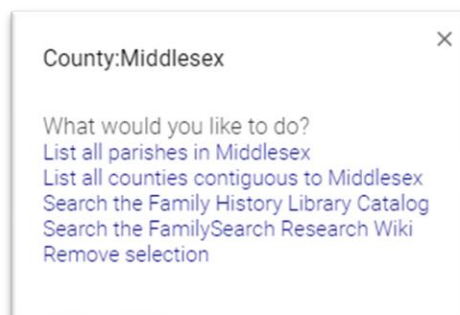 County:Middlesex
What would you like to do?
List all parishes in Middlesex
List all counties contiguous to Middlesex
Search the Family History Library Catalog
Search the FamilySearch Research Wiki
Remove selection